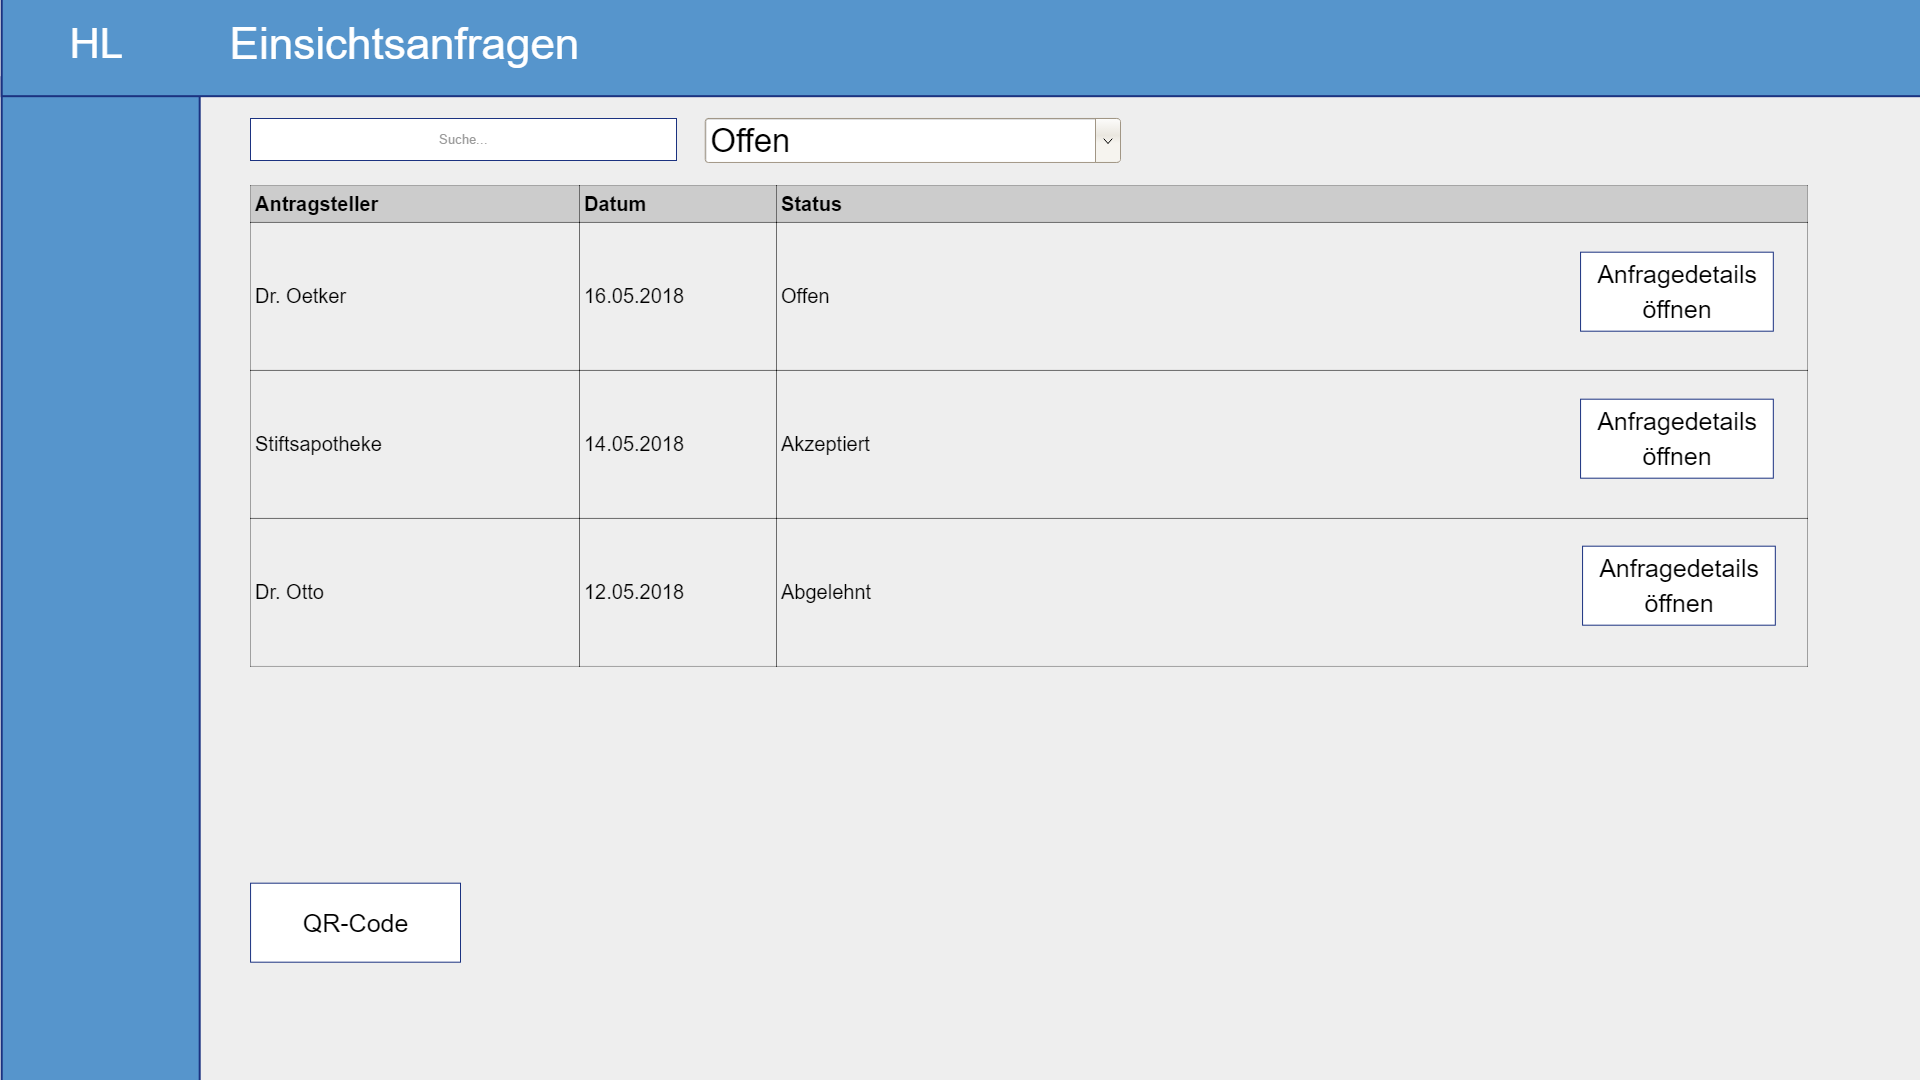 HL Einsichtsanfragen
Suche... Offen
Antragsteller Datum Status
Dr. Oetker 16.05.2018 Offen Anfragedetails
öffnen
Stiftsapotheke 14.05.2018 Akzeptiert Anfragedetails
öffnen
Dr. Otto 12.05.2018 Abgelehnt Anfragedetails
öffnen
QR-Code